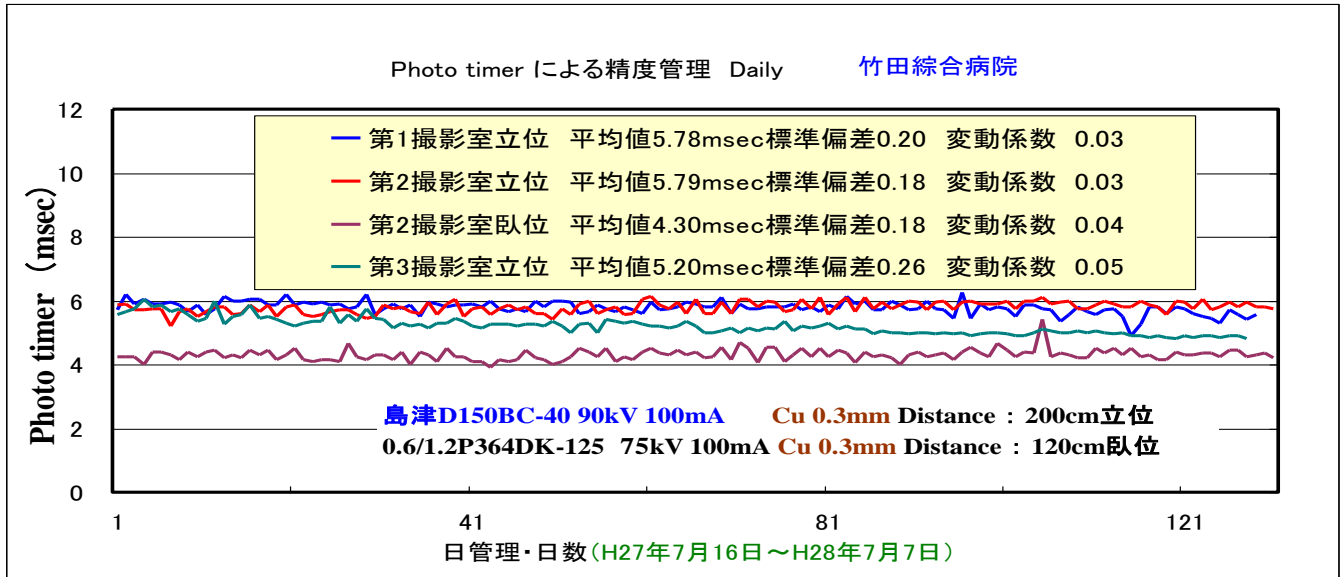 Photo timer による精度管理 Daily 竹田綜合病院
12
第1撮影室立位 平均値5.78msec標準偏差0.20 変動係数 0.03
10
第2撮影室立位 平均値5.79msec標準偏差0.18 変動係数 0.03
8
第2撮影室臥位 平均値4.30msec標準偏差0.18 変動係数 0.04
第3撮影室立位 平均値5.20msec標準偏差0.26 変動係数 0.05
6
4
2
0
Photo timer (msec)
島津D150BC-40 90kV 100mA Cu 0.3mm Distance : 200cm立位
0.6/1.2P364DK-125 75kV 100mA Cu 0.3mm Distance : 120cm臥位
1 41 81 121
日管理・日数(H27年7月16日～H28年7月7日)